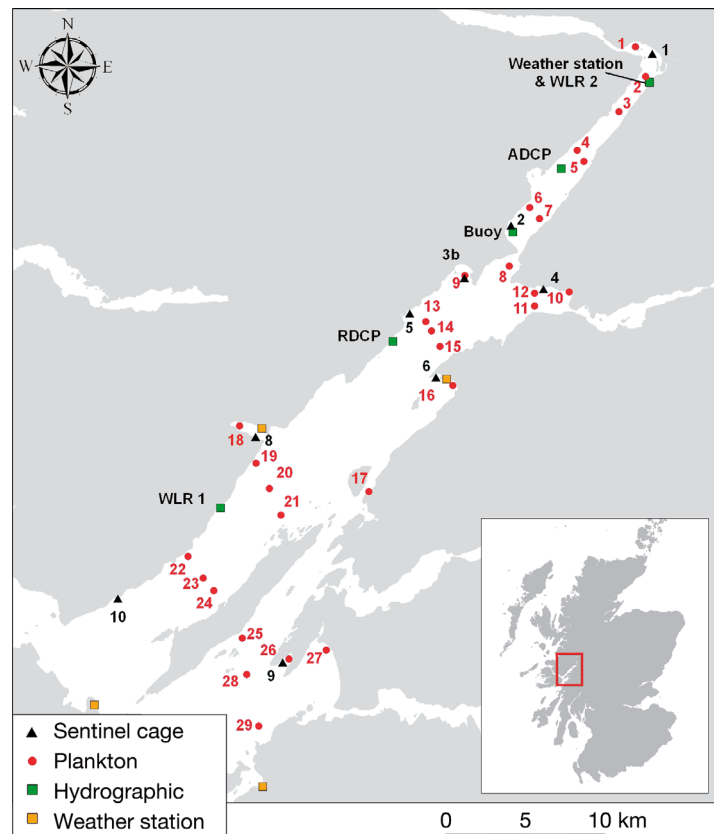 N
W E
S
1
1
Weather station
& WLR 2
2
3
4
ADCP
5
6
7
2
Buoy
3b
8
9
4
12
10
11
13
5
14
RDCP
15
6
16
18
8
19
20
17
WLR 1
21
22
23
24
10
25
26
27
9
28
29
Sentinel cage
Plankton
Hydrographic
Weather station
0 5 10 km